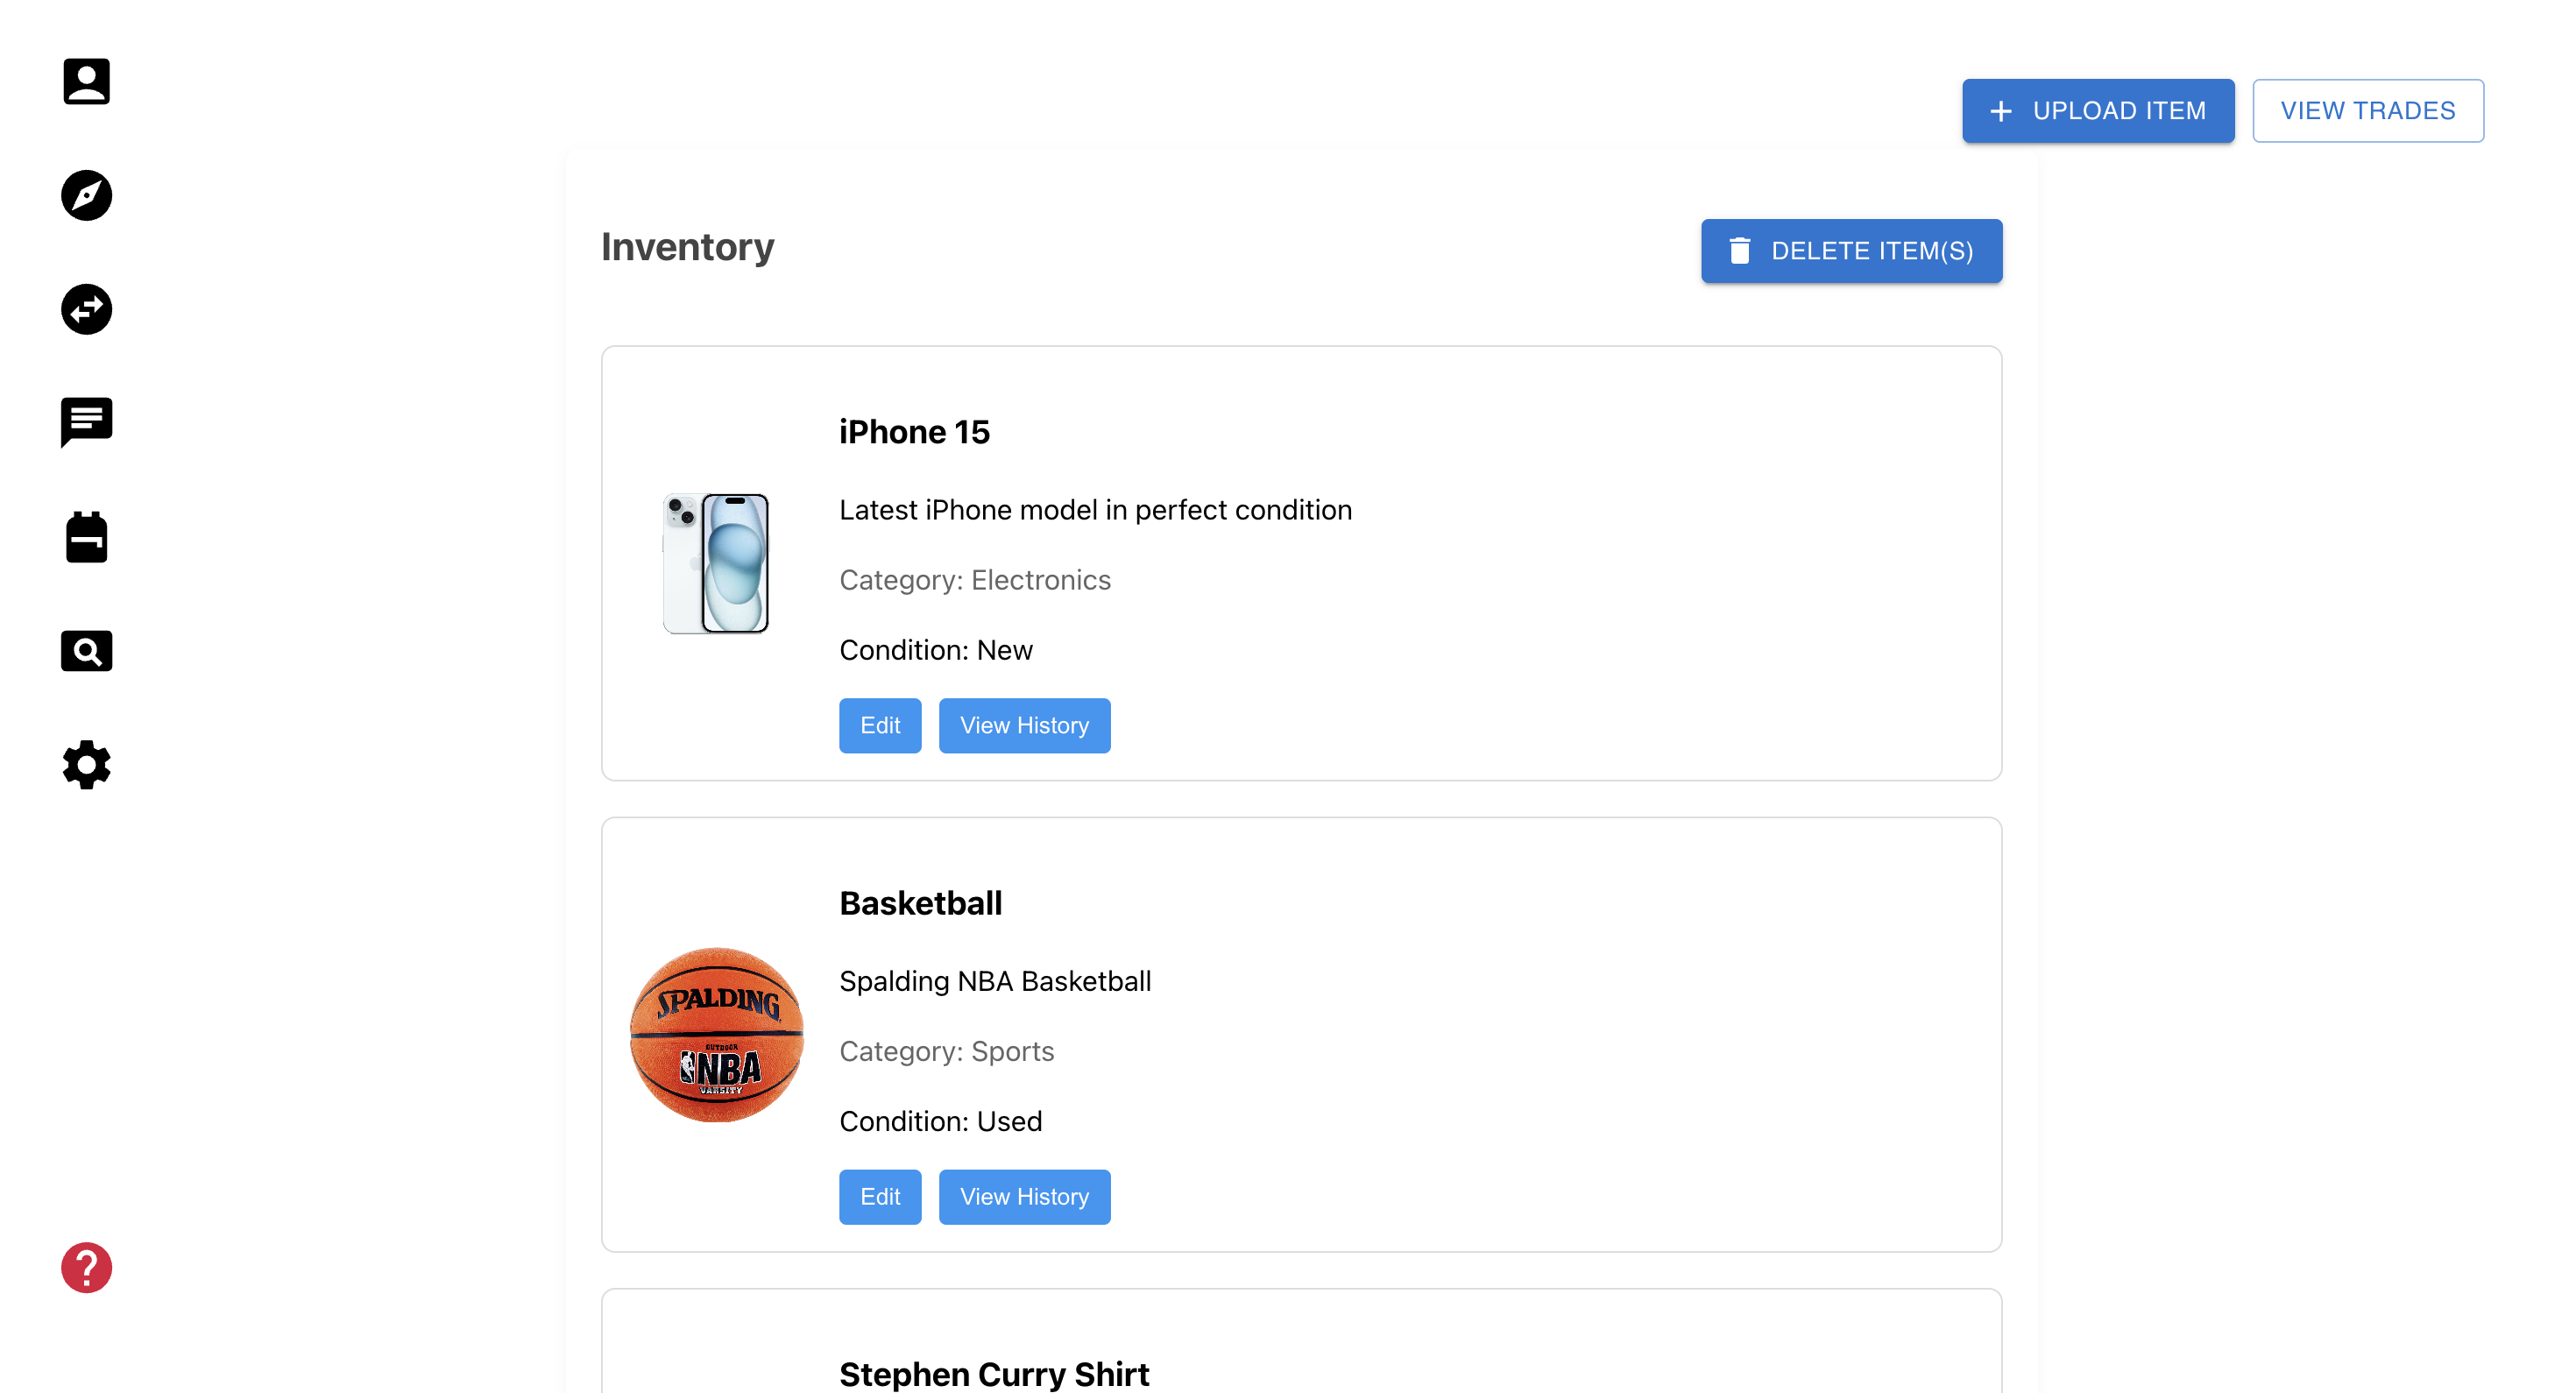 UPLOAD ITEM
VIEW TRADES
Inventory
DELETE ITEM(S)
iPhone 15
Latest iPhone model in perfect condition
Category: Electronics
Condition: New
Edit
View History
Basketball
Spalding NBA Basketball
Category: Sports
Condition: Used
SPALDING
OUTDOOR
NBA
VARSITY
Edit
View History
Stephen Curry Shirt
?